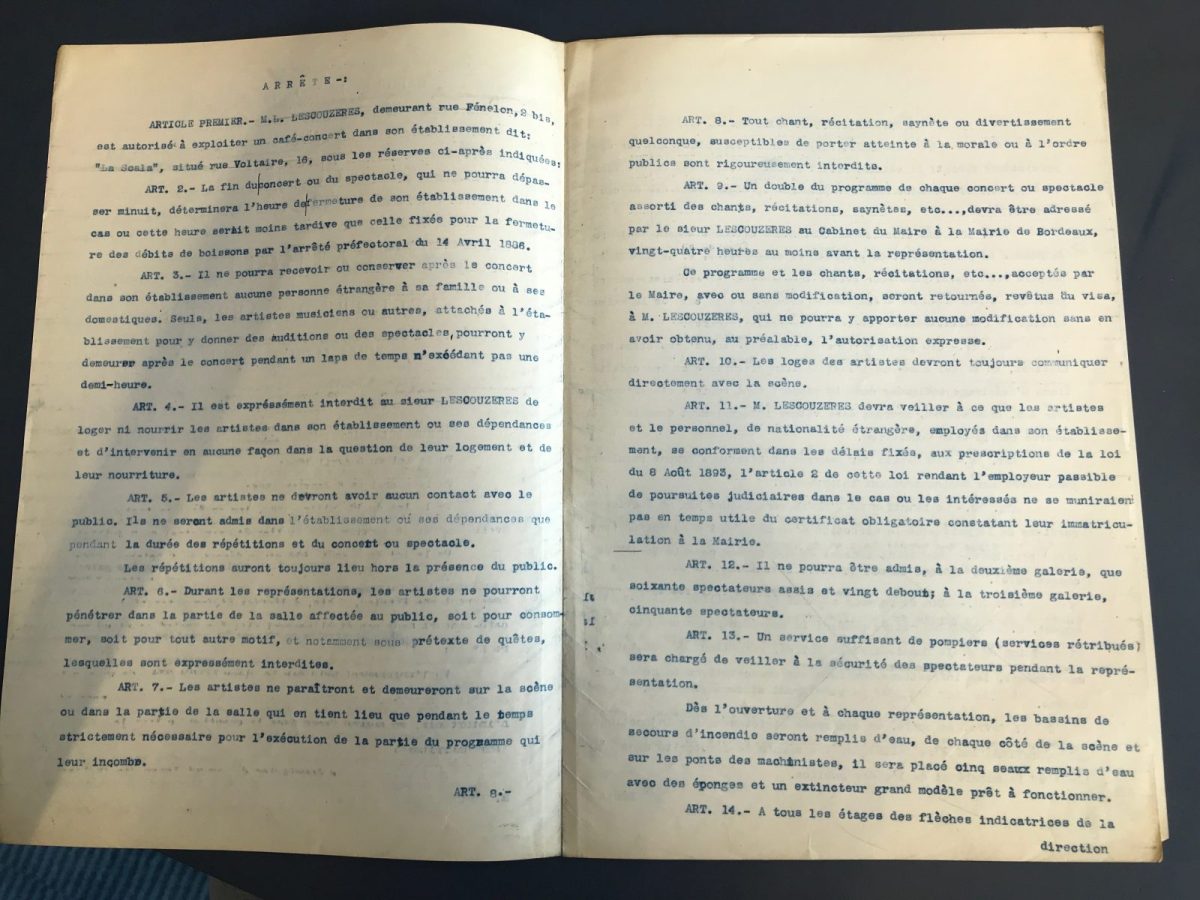 ARRÊTE-:
ARTICLE PREMIER.- M.L. LESCOUZERES, demeurant rue Fénelon, 2 bis,
est autorisé à exploiter un café-concert dans son établissement dit:
"La Scala", situé rue Voltaire, 16, sous les réserves ci-après indiquées:
ART. 2.- La fin du concert ou du spectacle, qui ne pourra dépas-
ser minuit, déterminera l'heure de fermeture de son établissement dans le
cas ou cette heure serait moins tardive que celle fixée pour la fermetu-
re des débits de boissons par l'arrêté préfectoral du 14 Avril 1886.
ART. 3.- Il ne pourra recevoir ou conserver après le concert
dans son établissement aucune personne étrangère à sa famille ou à ses
domestiques. Seuls, les artistes musiciens ou autres, attachés à l'éta-
blissement pour y donner des auditions ou des spectacles, pourront y
demeurer après le concert pendant un laps de temps n'exéédant pas une
demi-heure.
ART. 4.- Il est expréssément interdit au sieur LESCOUZERES de
loger ni nourrir les artistes dans son établissement ou ses dépendances
et d'intervenir en aucune façon dans la question de leur logement et de
leur nourriture.
ART. 5.- Les artistes ne devront avoir aucun contact avec le
public. Ils ne seront admis dans l'établissement ou ses dépendances que
pendant la durée des répétitions et du concert ou spectacle.
Les répétitions auront toujours lieu hors la présence du public.
ART. 6.- Durant les représentations, les artistes ne pourront
pénétrer dans la partie de la salle affectée au public, soit pour consom-
mer, soit pour tout autre motif, et notamment sous prétexte de quêtes,
lesquelles sont expressément interdites.
ART. 7.- Les artistes ne paraîtront et demeureront sur la scène
ou dans la partie de la salle qui en tient lieu que pendant le temps
strictement nécessaire pour l'exécution de la partie du programme qui
leur incombe.
ART. 8.-
ART. 8.- Tout chant, récitation, saynète ou divertissement
quelconque, susceptibles de porter atteinte à la morale ou à l'ordre
publics sont rigoureusement interdits.
ART. 9.- Un double du programme de chaque concert ou spectacle
assorti des chants, récitations, saynètes, etc...,devra être adressé
par le sieur LESCOUZERES au Cabinet du Maire à la Mairie de Bordeaux,
vingt-quatre heures au moins avant la représentation.
Ce programme et les chants, récitations, etc...,acceptés par
le Maire, avec ou sans modification, seront retournés, revêtus du visa,
à M. LESCOUZERES, qui ne pourra y apporter aucune modification sans en
avoir obtenu, au préalable, l'autorisation expresse.
ART. 10.- Les loges des artistes devront toujours communiquer
directement avec la scène.
ART. 11.- M. LESCOUZERES devra veiller à ce que les artistes
et le personnel, de nationalité étrangère, employés dans son établisse-
ment, se conforment dans les délais fixés, aux prescriptions de la loi
du 8 Août 1893, l'article 2 de cette loi rendant l'employeur passible
de poursuites judiciaires dans le cas ou les intéressés ne se muniraient
pas en temps utile du certificat obligatoire constatant leur immatricu-
lation à la Mairie.
ART. 12.- Il ne pourra être admis, à la deuxième galerie, que
soixante spectateurs assis et vingt debout; à la troisième galerie,
cinquante spectateurs.
ART. 13.- Un service suffisant de pompiers (services rétribués)
sera chargé de veiller à la sécurité des spectateurs pendant la repré-
sentation.
Dès l'ouverture et à chaque représentation, les bassins de
secours d'incendie seront remplis d'eau, de chaque côté de la scène et
sur les ponts des machinistes, il sera placé cinq seaux remplis d'eau
avec des éponges et un extincteur grand modèle prêt à fonctionner.
ART. 14.- A tous les étages des flèches indicatrices de la
direction